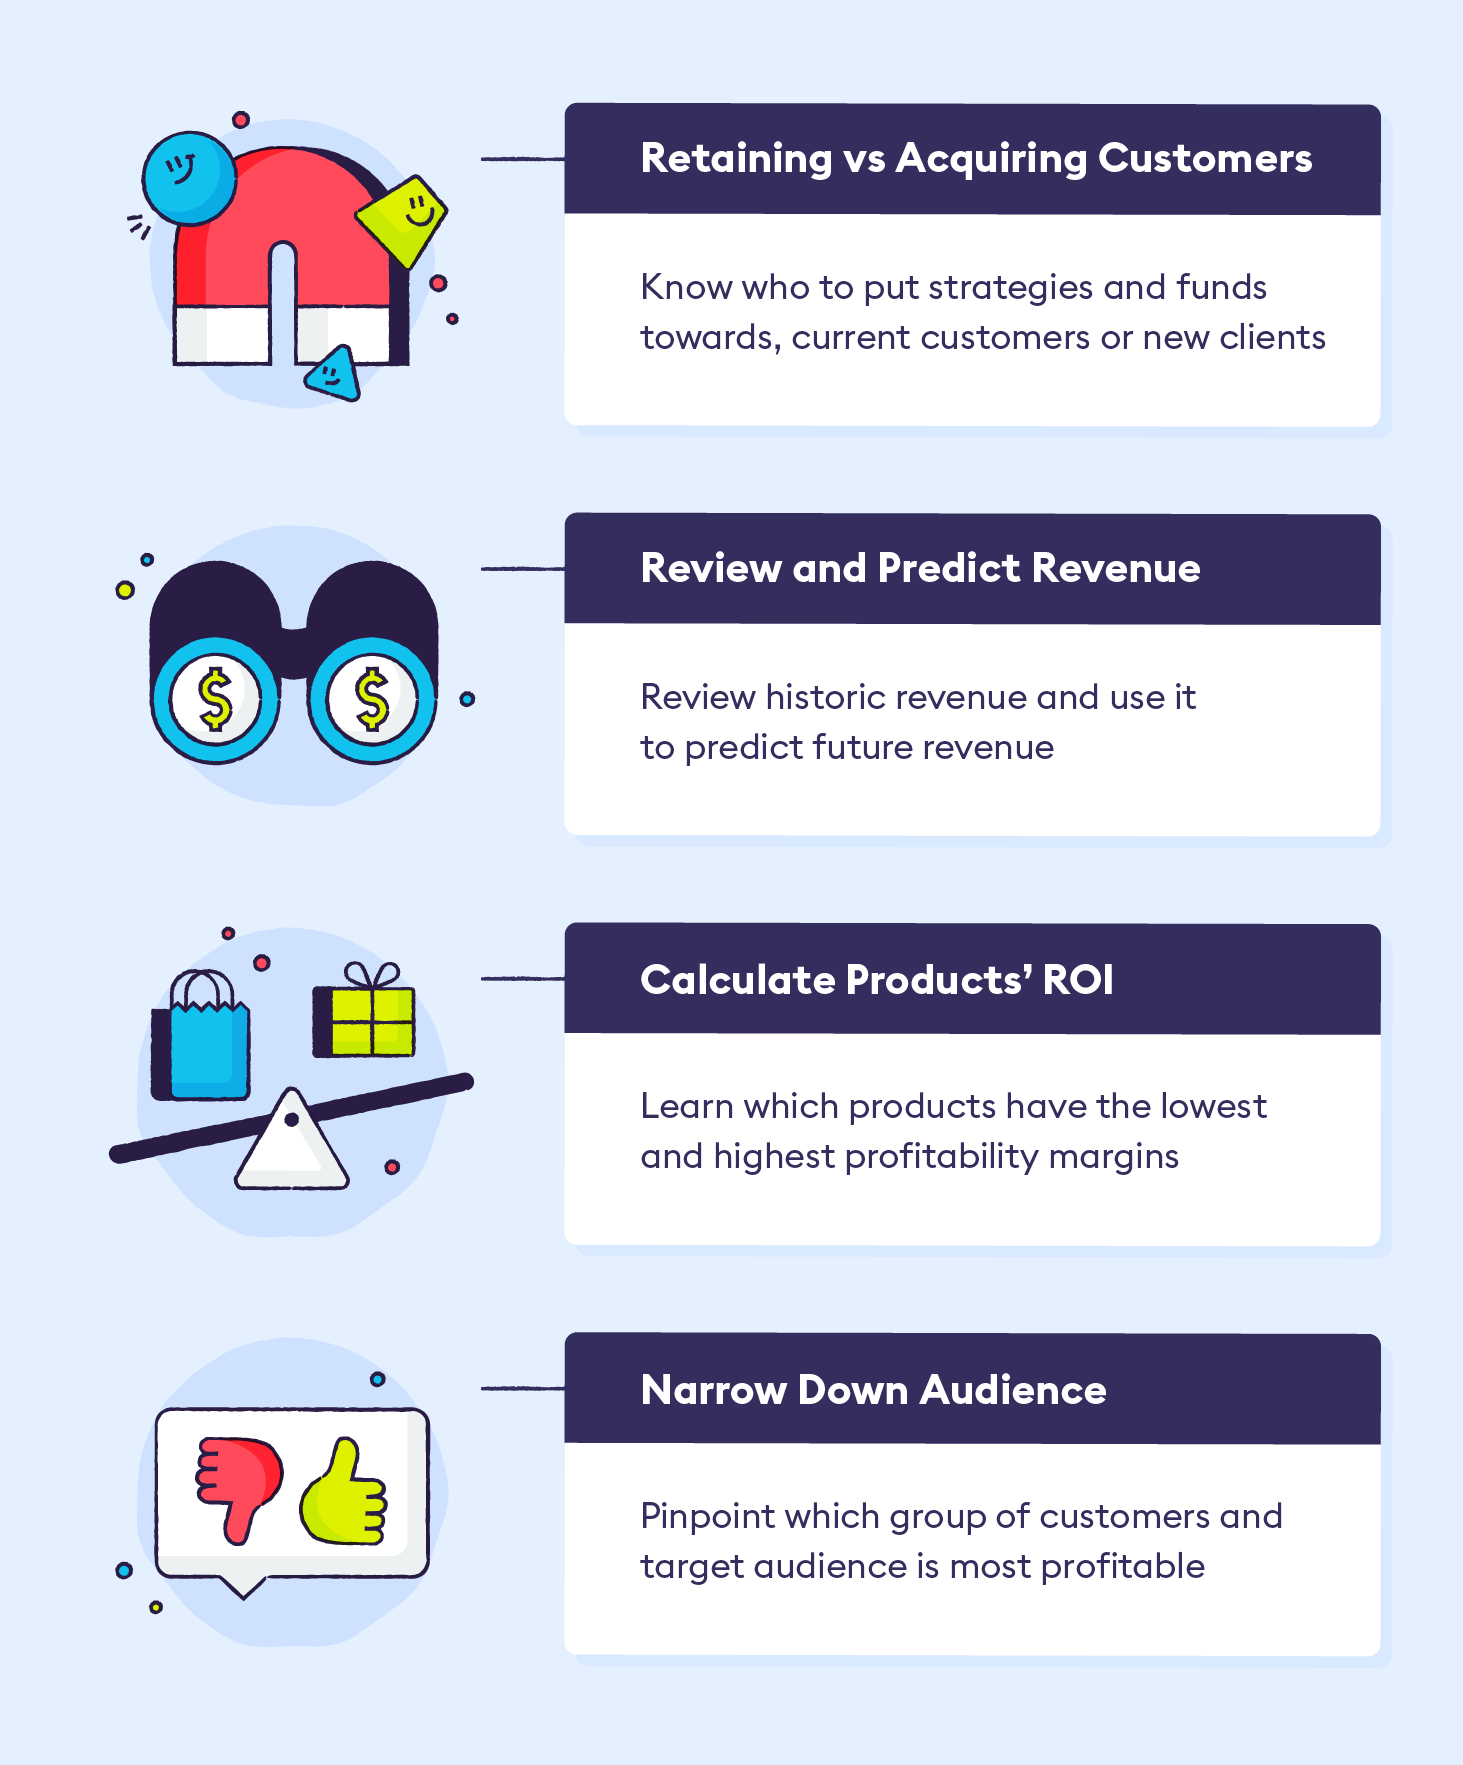 Retaining vs Acquiring Customers
Know who to put strategies and funds
towards, current customers or new clients
Review and Predict Revenue
$ $
Review historic revenue and use it
to predict future revenue
Calculate Products’ ROI
Learn which products have the lowest
and highest profitability margins
Narrow Down Audience
Pinpoint which group of customers and
target audience is most profitable